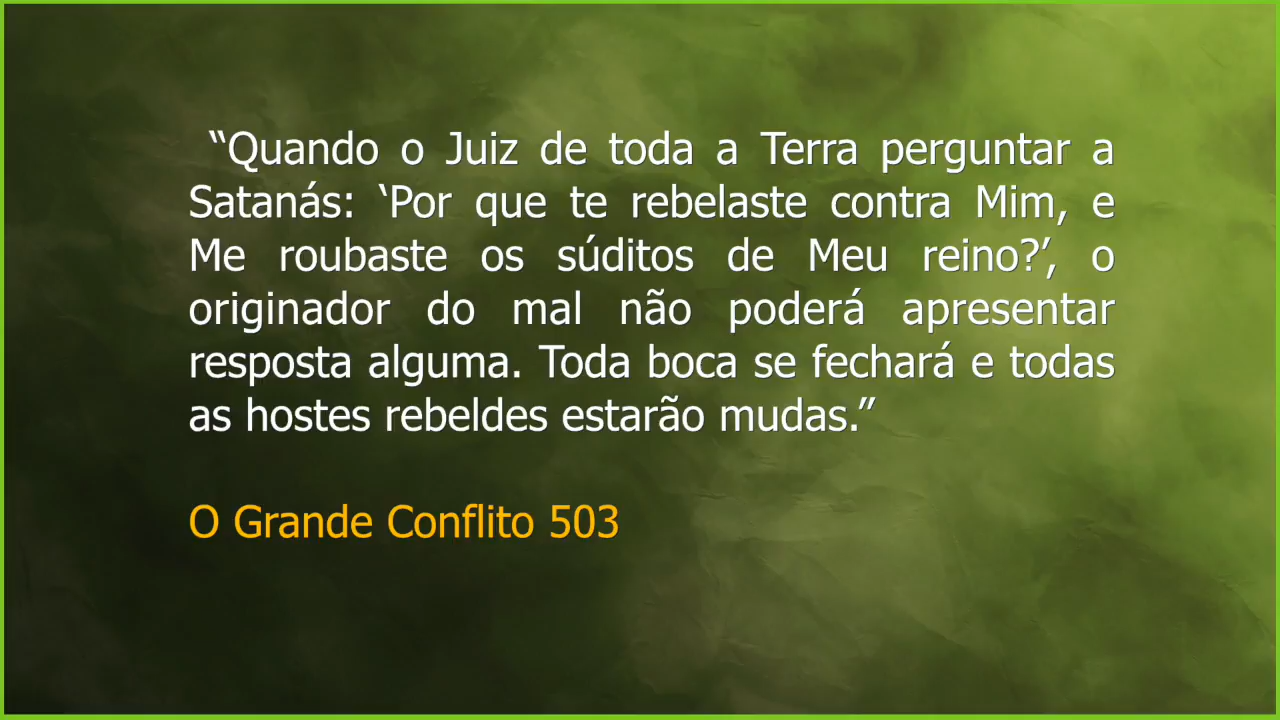 “Quando o Juiz de toda a Terra perguntar a
Satanás: ‘Por que te rebelaste contra Mim, e
Me roubaste os súditos de Meu reino?’, o
originador do mal não poderá apresentar
resposta alguma. Toda boca se fechará e todas
as hostes rebeldes estarão mudas.”
O Grande Conflito 503